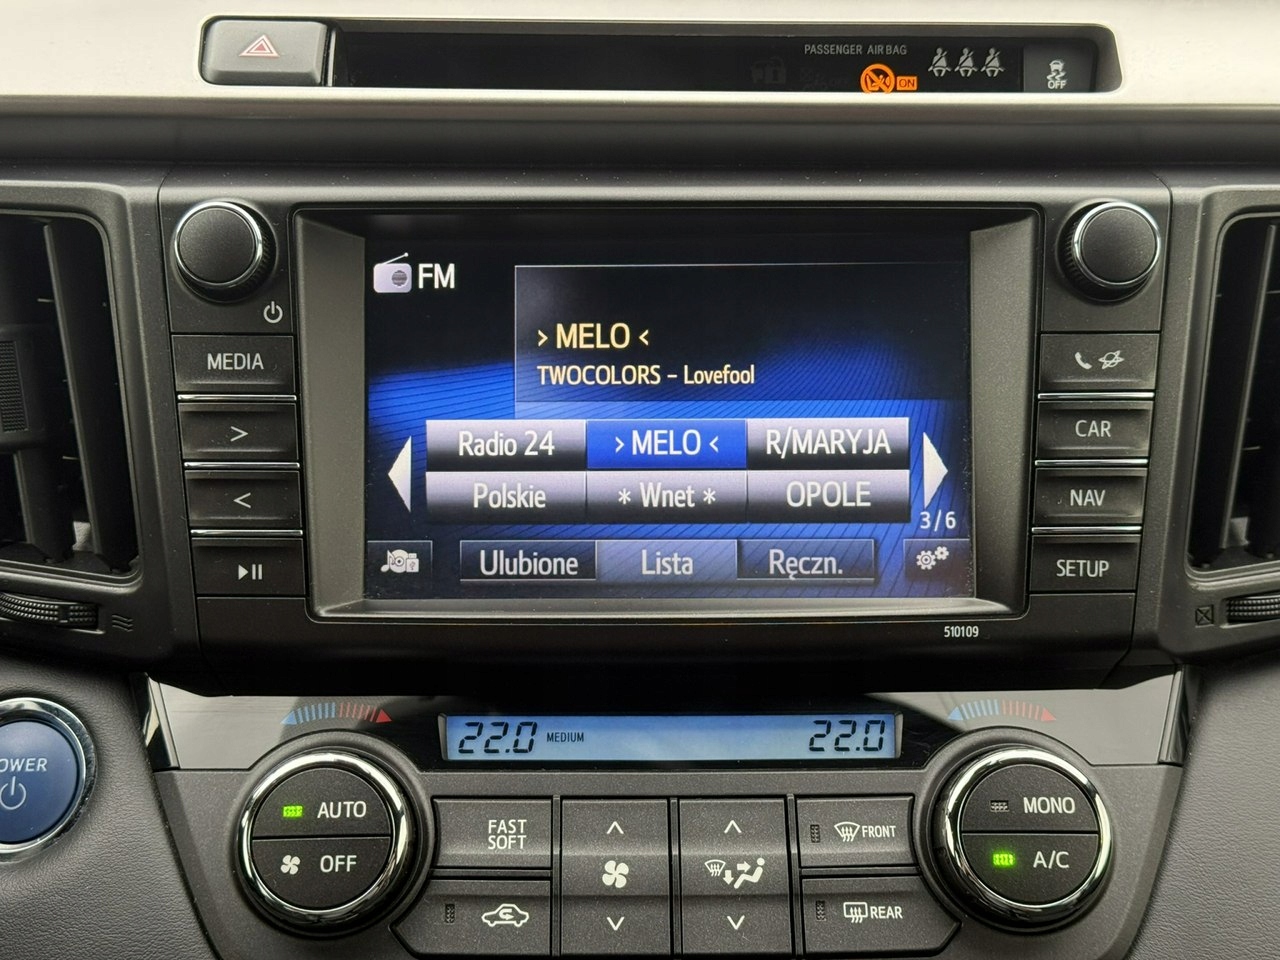 PASSENGER AIR BAG
ON
OFF
FM
> MELO <
TWOCOLORS – Lovefool
Radio 24
> MELO <
R/MARYJA
Polskie
* Wnet *
OPOLE
3/6
Ulubione
Lista
Ręczn.
MEDIA
>
<
CAR
NAV
SETUP
510109
22.0
MEDIUM
22.0
OWER
AUTO
OFF
FAST
SOFT
FRONT
REAR
MONO
A/C